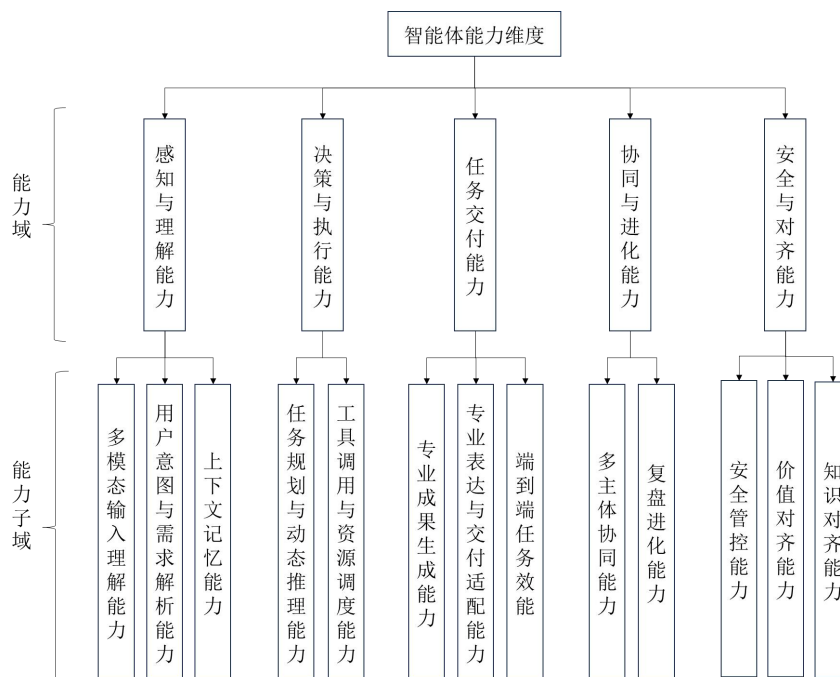 智能体能力维度
能力域
感知与理解能力
决策与执行能力
任务交付能力
协同与进化能力
安全与对齐能力
能力子域
多模态输入理解能力
用户意图与需求解析能力
上下文记忆能力
任务规划与动态推理能力
工具调用与资源调度能力
专业成果生成能力
专业表达与交付适配能力
端到端任务效能
多主体协同能力
复盘进化能力
安全管控能力
价值对齐能力
知识对齐能力